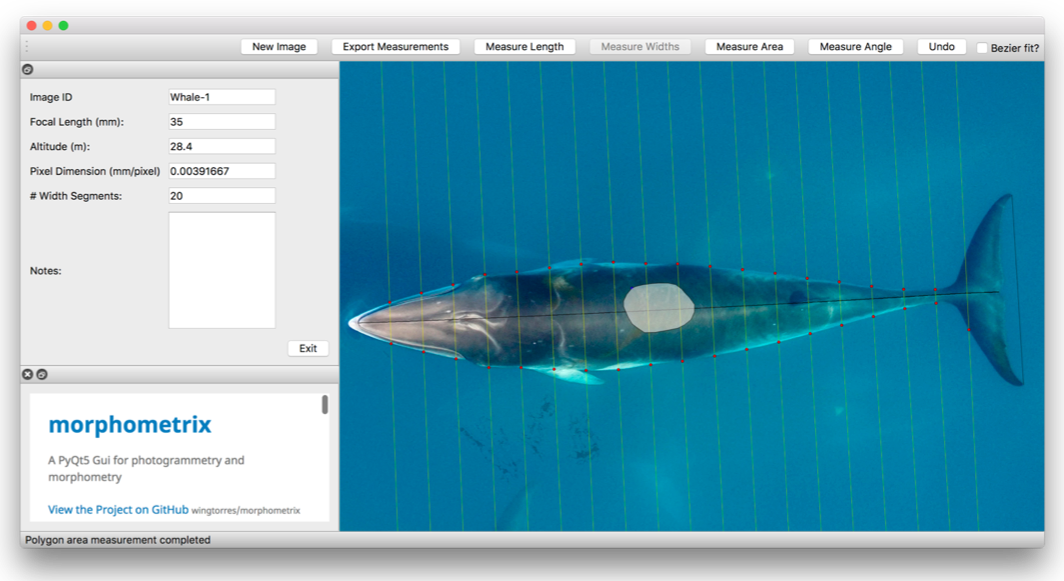 New Image Export Measurements Measure Length Measure Widths Measure Area Measure Angle Undo Bezier fit?
Image ID Whale-1
Focal Length (mm): 35
Altitude (m): 28.4
Pixel Dimension (mm/pixel) 0.00391667
# Width Segments: 20
Notes:
Exit
morphometrix
A PyQt5 Gui for photogrammetry and
morphometry
View the Project on GitHub wingtorres/morphometrix
Polygon area measurement completed